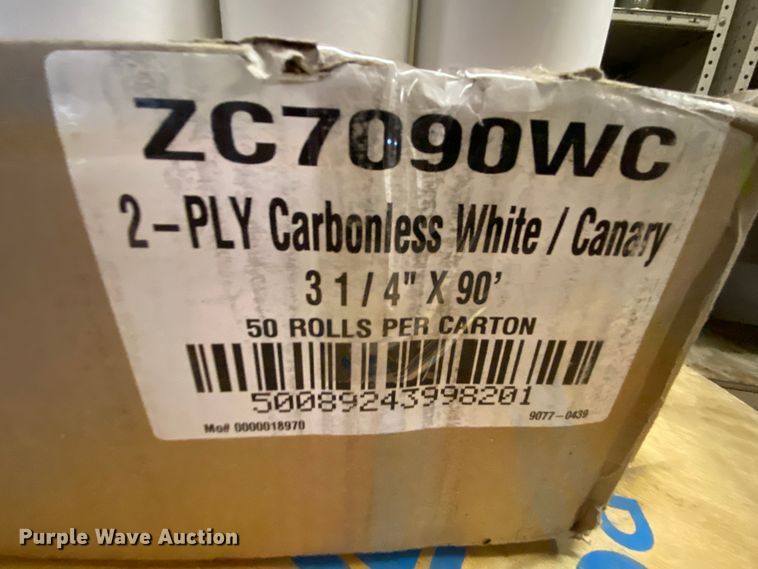 ZC7090WC
2-PLY Carbonless White / Canary
3 1/4" X 90'
50 ROLLS PER CARTON
50089243998201
Mo# 0000018970
9077-0439
Purple Wave Auction